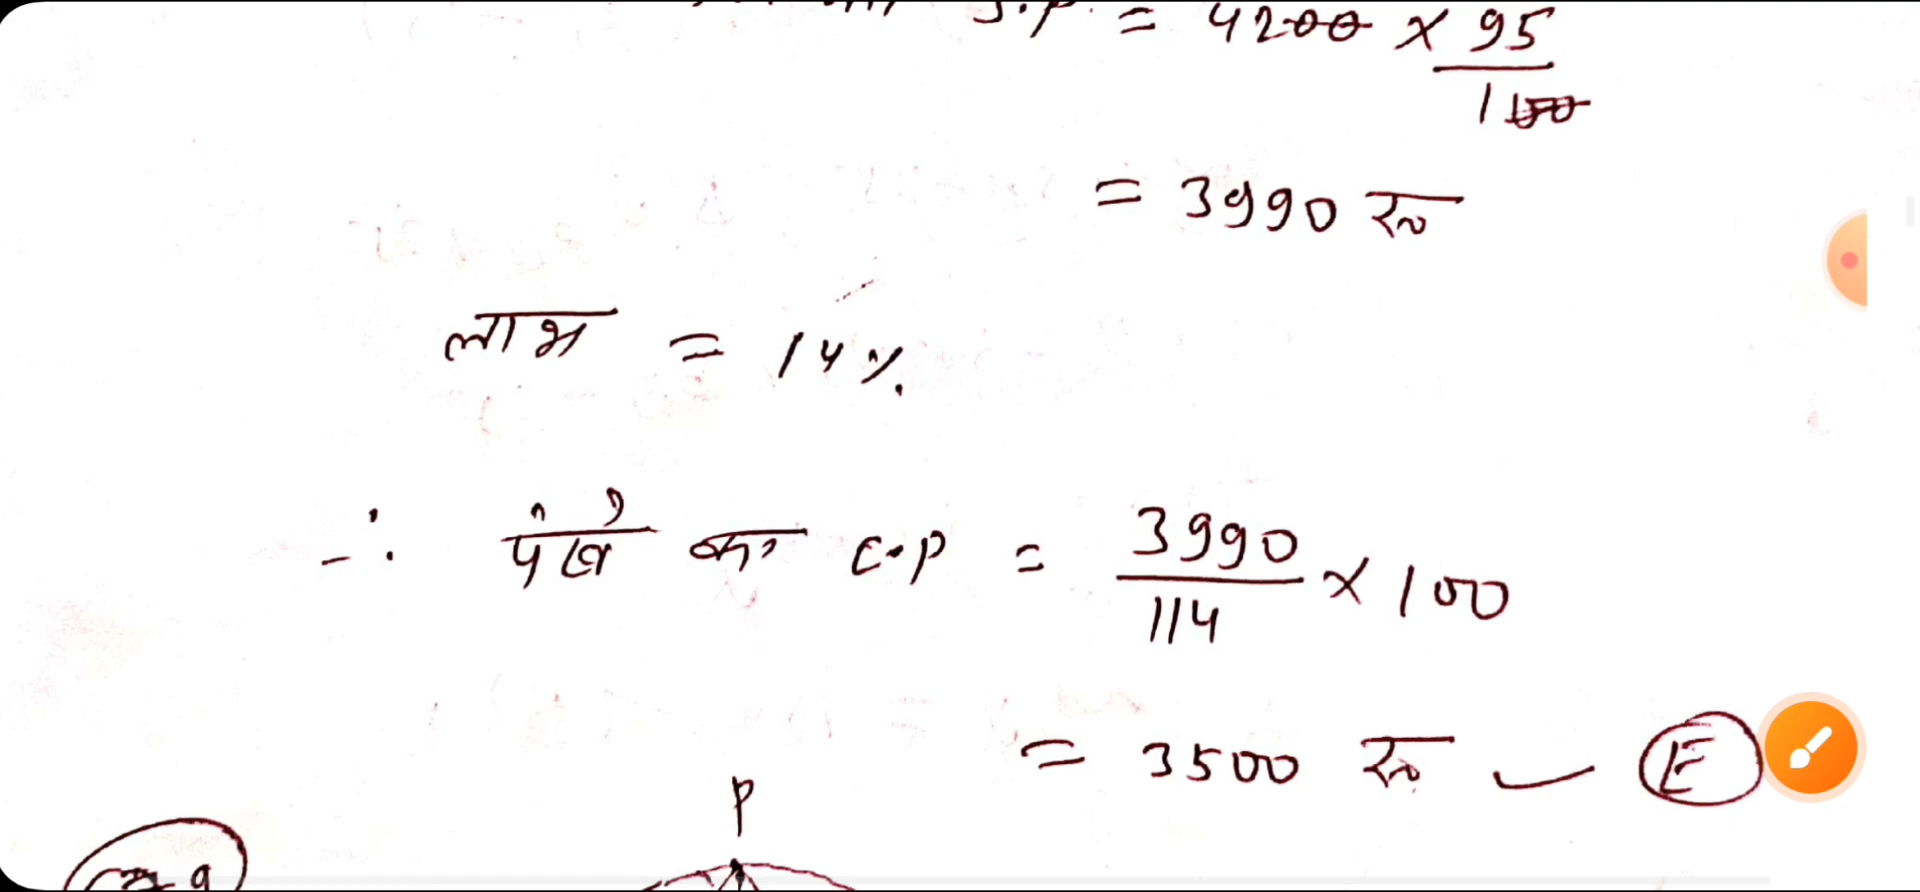 S.P. = 4200 × 95
100
= 3990 रू
लाभ = 14%
∴ पंखे का C.P = 3990/114 × 100
= 3500 रू ✓ (E)
P